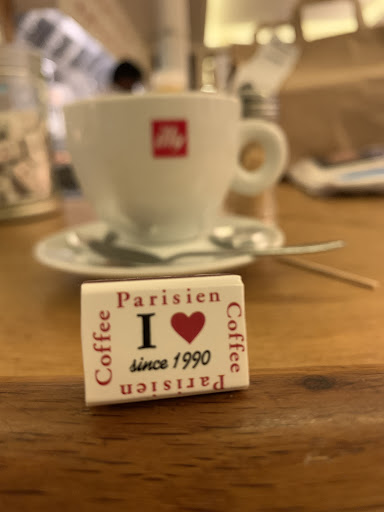 illy
Parisien
Coffee
I ❤
Coffee
since 1990
Parisien